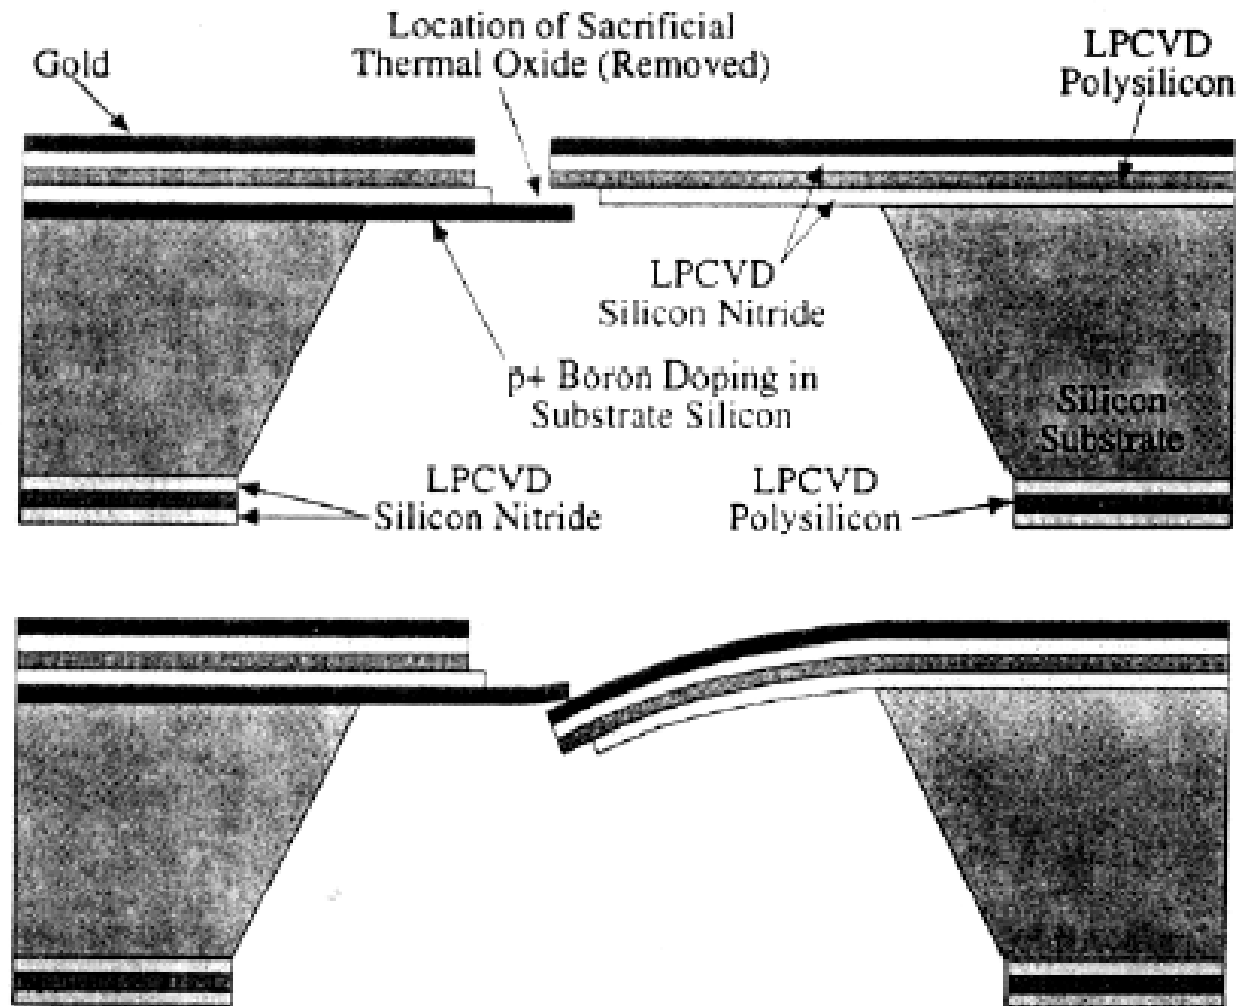 Gold
Location of Sacrificial
Thermal Oxide (Removed)
LPCVD
Polysilicon
LPCVD
Silicon Nitride
p+ Boron Doping in
Substrate Silicon
Silicon
Substrate
LPCVD
Silicon Nitride
LPCVD
Polysilicon